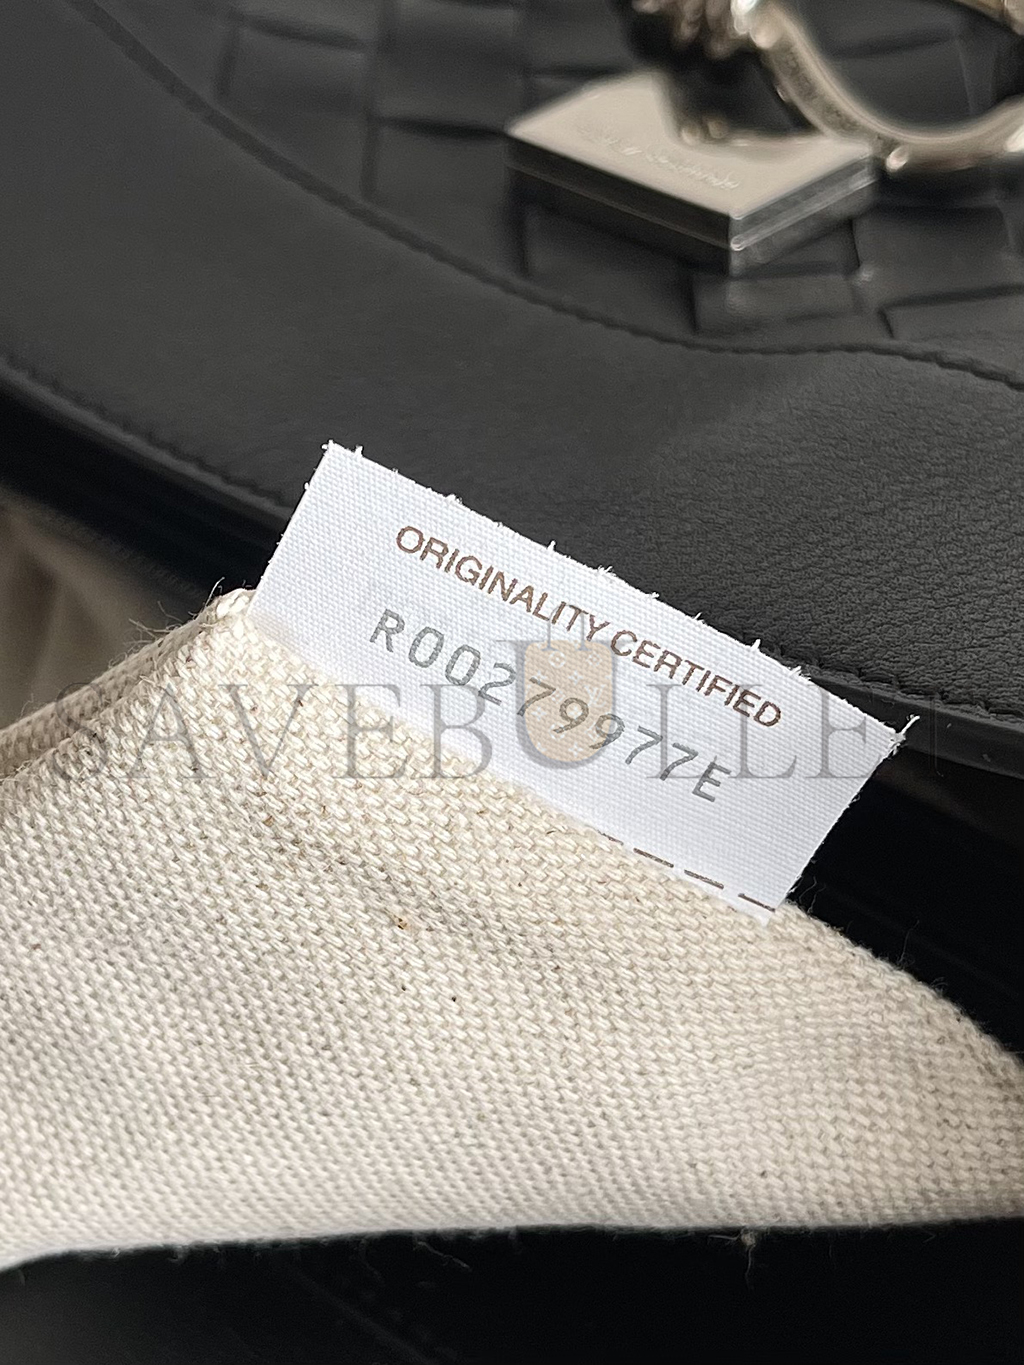 ORIGINALITY CERTIFIED
R00279977E
SAVEBULLET